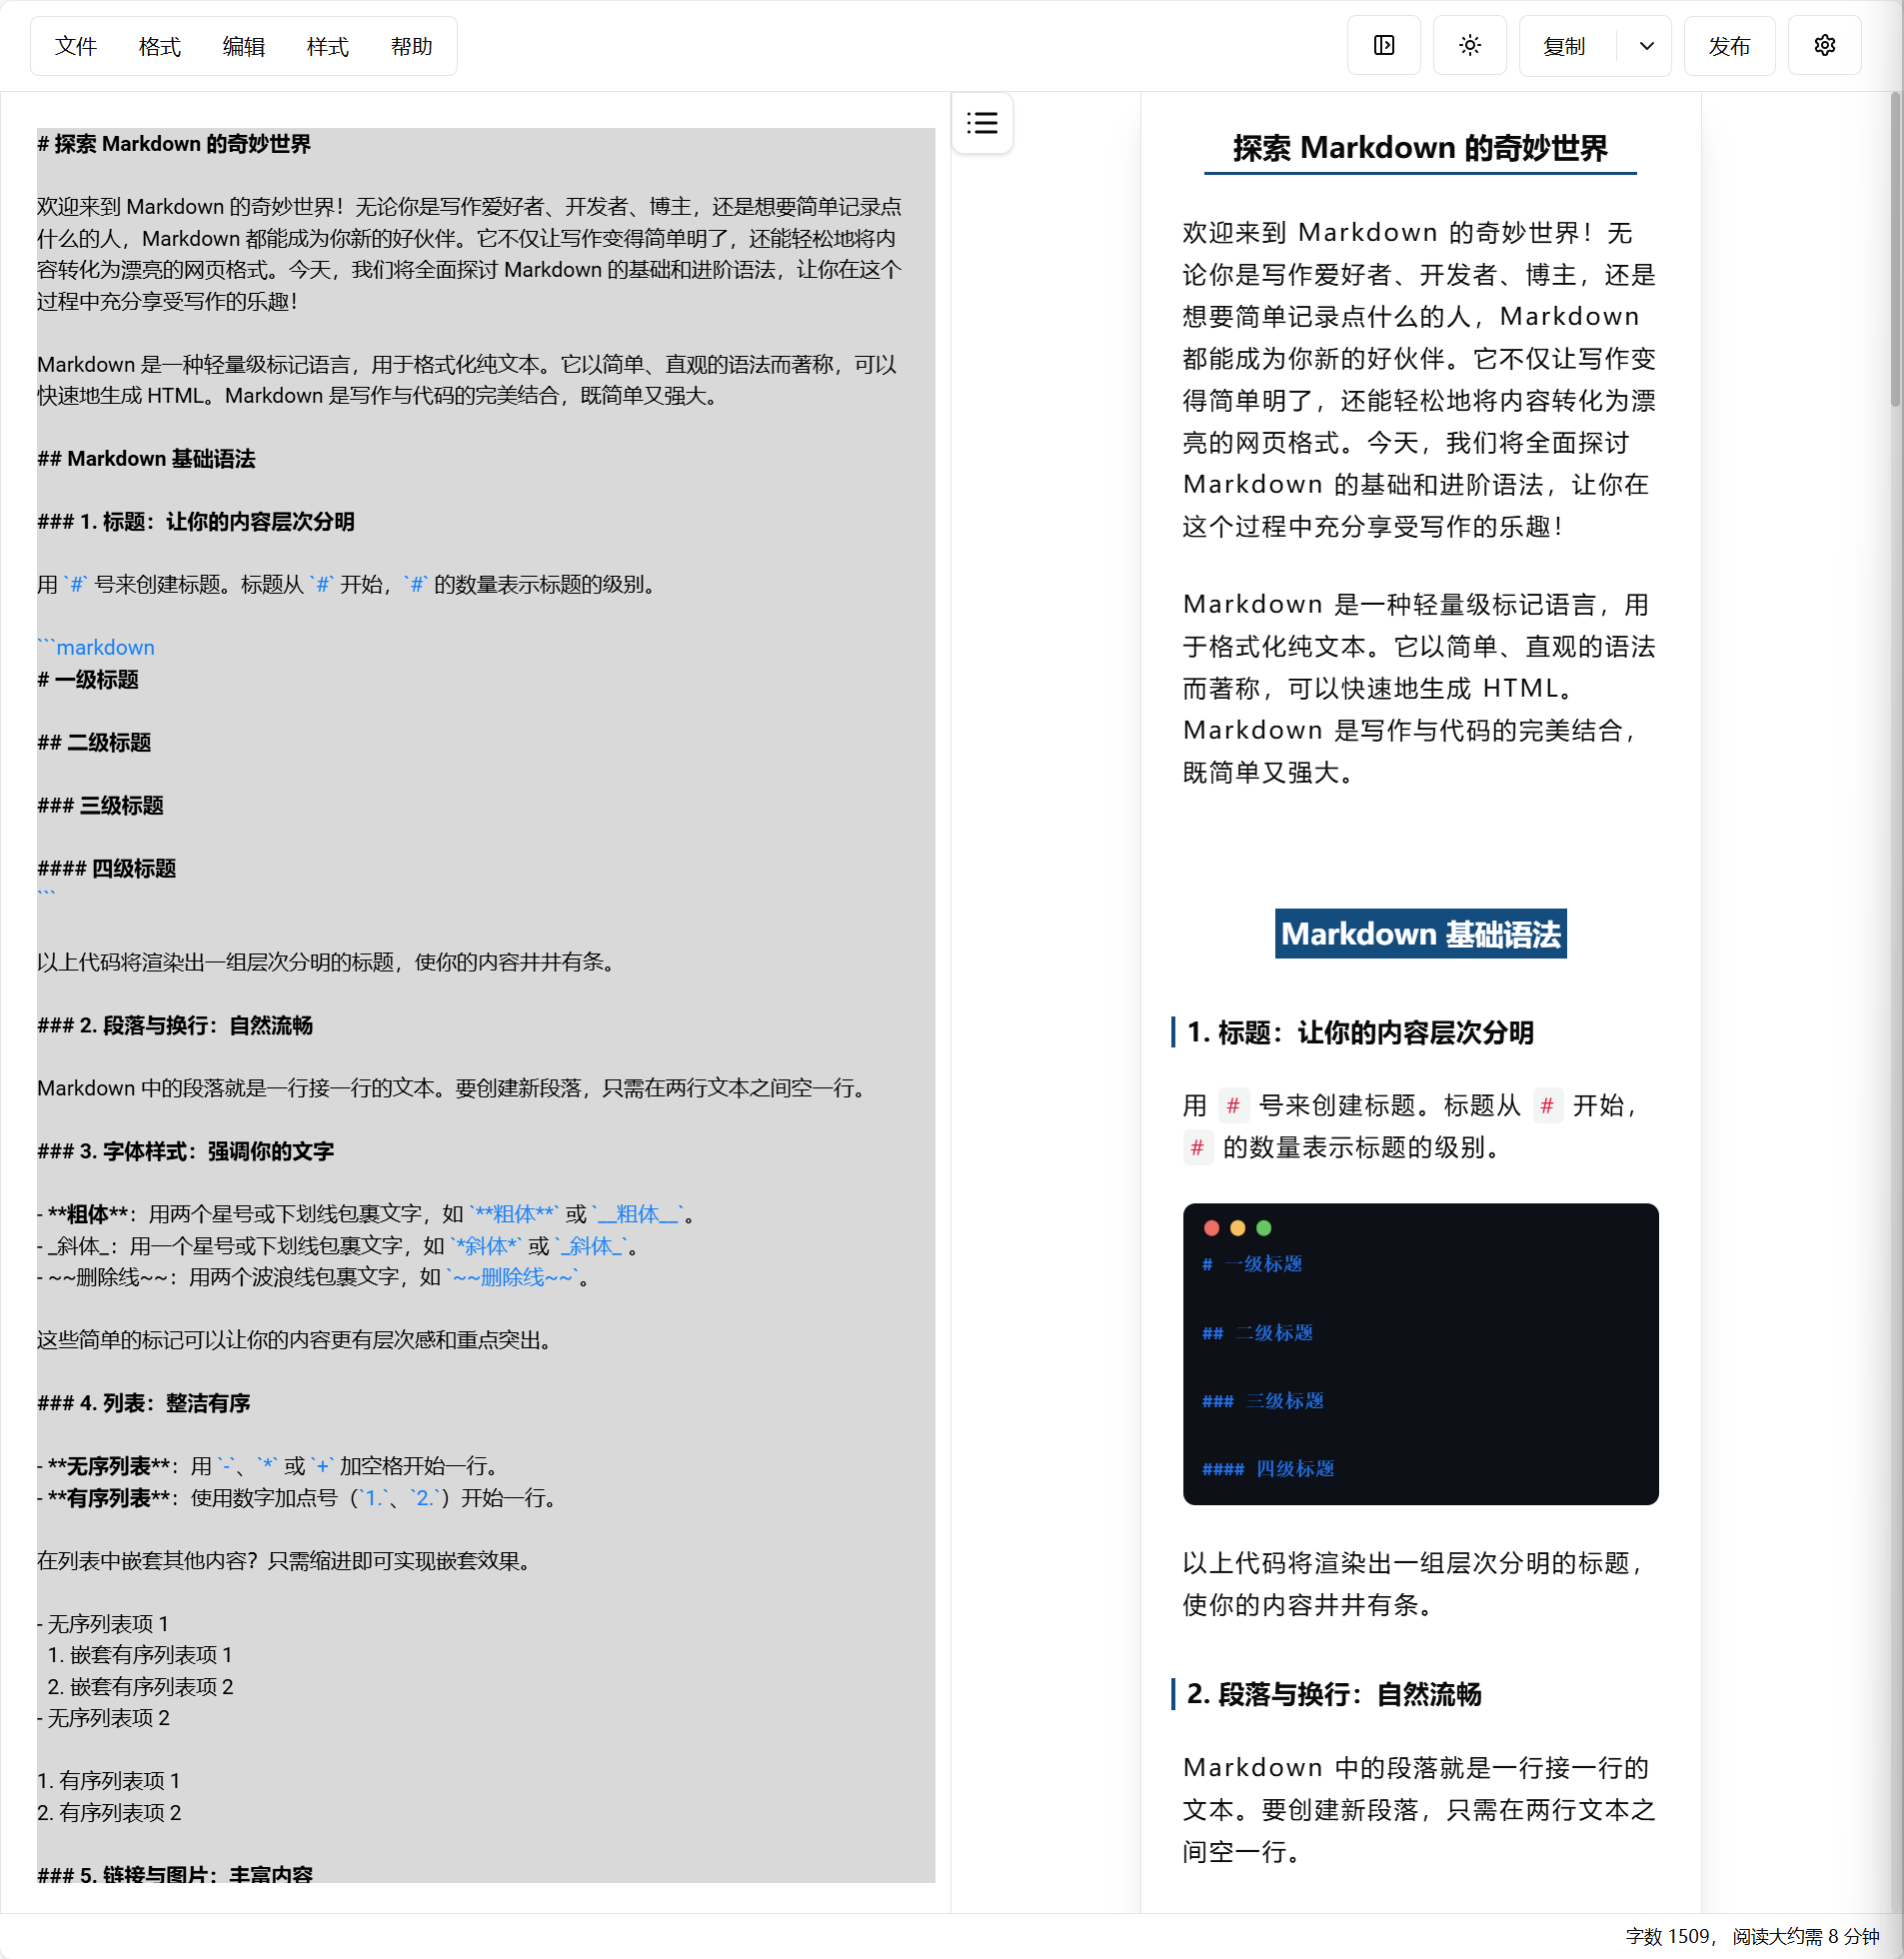 文件 格式 编辑 样式 帮助 复制 发布
# 探索 Markdown 的奇妙世界
欢迎来到 Markdown 的奇妙世界！无论你是写作爱好者、开发者、博主，还是想要简单记录点
什么的人，Markdown 都能成为你新的好伙伴。它不仅让写作变得简单明了，还能轻松地将内
容转化为漂亮的网页格式。今天，我们将全面探讨 Markdown 的基础和进阶语法，让你在这个
过程中充分享受写作的乐趣！
Markdown 是一种轻量级标记语言，用于格式化纯文本。它以简单、直观的语法而著称，可以
快速地生成 HTML。Markdown 是写作与代码的完美结合，既简单又强大。
## Markdown 基础语法
### 1. 标题：让你的内容层次分明
用 `#` 号来创建标题。标题从 `#` 开始，`#` 的数量表示标题的级别。
```markdown
# 一级标题
## 二级标题
### 三级标题
#### 四级标题
```
以上代码将渲染出一组层次分明的标题，使你的内容井井有条。
### 2. 段落与换行：自然流畅
Markdown 中的段落就是一行接一行的文本。要创建新段落，只需在两行文本之间空一行。
### 3. 字体样式：强调你的文字
- **粗体**：用两个星号或下划线包裹文字，如 `**粗体**` 或 `__粗体__`。
- _斜体_：用一个星号或下划线包裹文字，如 `*斜体*` 或 `_斜体_`。
- ~~删除线~~：用两个波浪线包裹文字，如 `~~删除线~~`。
这些简单的标记可以让你的内容更有层次感和重点突出。
### 4. 列表：整洁有序
- **无序列表**：用 `-`、`*` 或 `+` 加空格开始一行。
- **有序列表**：使用数字加点号（`1.`、`2.`）开始一行。
在列表中嵌套其他内容？只需缩进即可实现嵌套效果。
- 无序列表项 1
1. 嵌套有序列表项 1
2. 嵌套有序列表项 2
- 无序列表项 2
1. 有序列表项 1
2. 有序列表项 2
### 5. 链接与图片：丰富内容
探索 Markdown 的奇妙世界
欢迎来到 Markdown 的奇妙世界！无
论你是写作爱好者、开发者、博主，还是
想要简单记录点什么的人，Markdown
都能成为你新的好伙伴。它不仅让写作变
得简单明了，还能轻松地将内容转化为漂
亮的网页格式。今天，我们将全面探讨
Markdown 的基础和进阶语法，让你在
这个过程中充分享受写作的乐趣！
Markdown 是一种轻量级标记语言，用
于格式化纯文本。它以简单、直观的语法
而著称，可以快速地生成 HTML。
Markdown 是写作与代码的完美结合，
既简单又强大。
Markdown 基础语法
1. 标题：让你的内容层次分明
用 # 号来创建标题。标题从 # 开始，
# 的数量表示标题的级别。
# 一级标题
## 二级标题
### 三级标题
#### 四级标题
以上代码将渲染出一组层次分明的标题，
使你的内容井井有条。
2. 段落与换行：自然流畅
Markdown 中的段落就是一行接一行的
文本。要创建新段落，只需在两行文本之
间空一行。
字数 1509， 阅读大约需 8 分钟